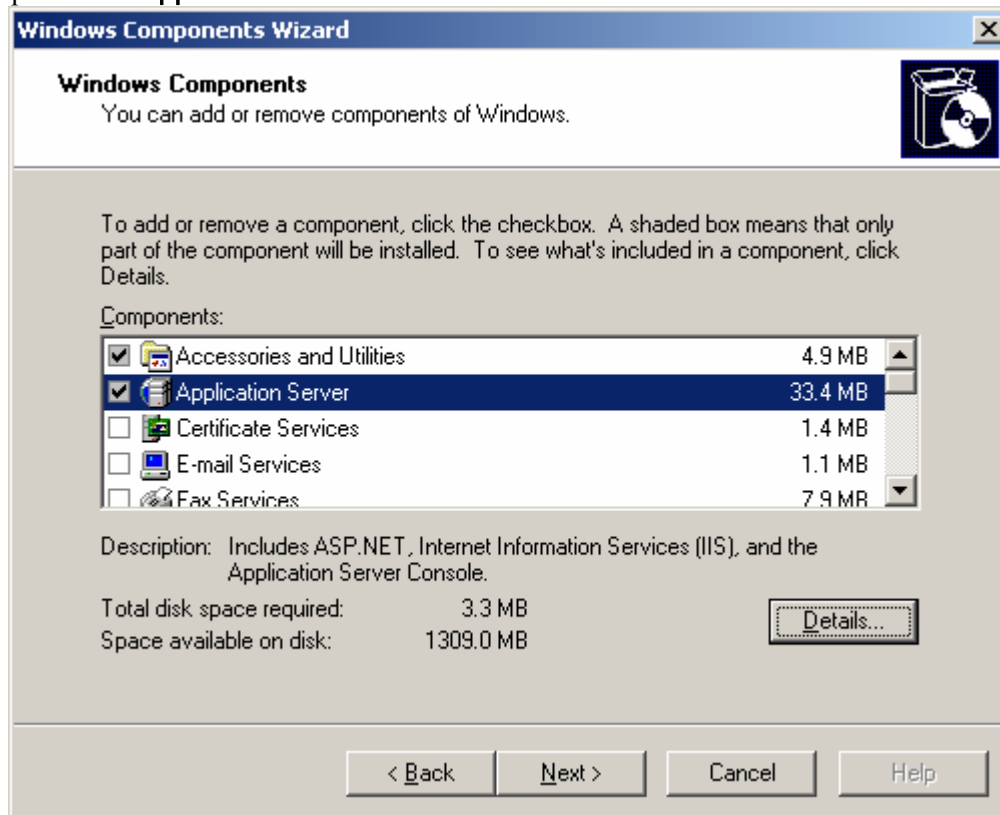 Windows Components Wizard
Windows Components
You can add or remove components of Windows.
To add or remove a component, click the checkbox. A shaded box means that only
part of the component will be installed. To see what's included in a component, click
Details.
Components:
Accessories and Utilities 4.9 MB
Application Server 33.4 MB
Certificate Services 1.4 MB
E-mail Services 1.1 MB
Fax Services 7.9 MB
Description: Includes ASP.NET, Internet Information Services (IIS), and the
Application Server Console.
Total disk space required: 3.3 MB
Space available on disk: 1309.0 MB
Details...
< Back Next > Cancel Help